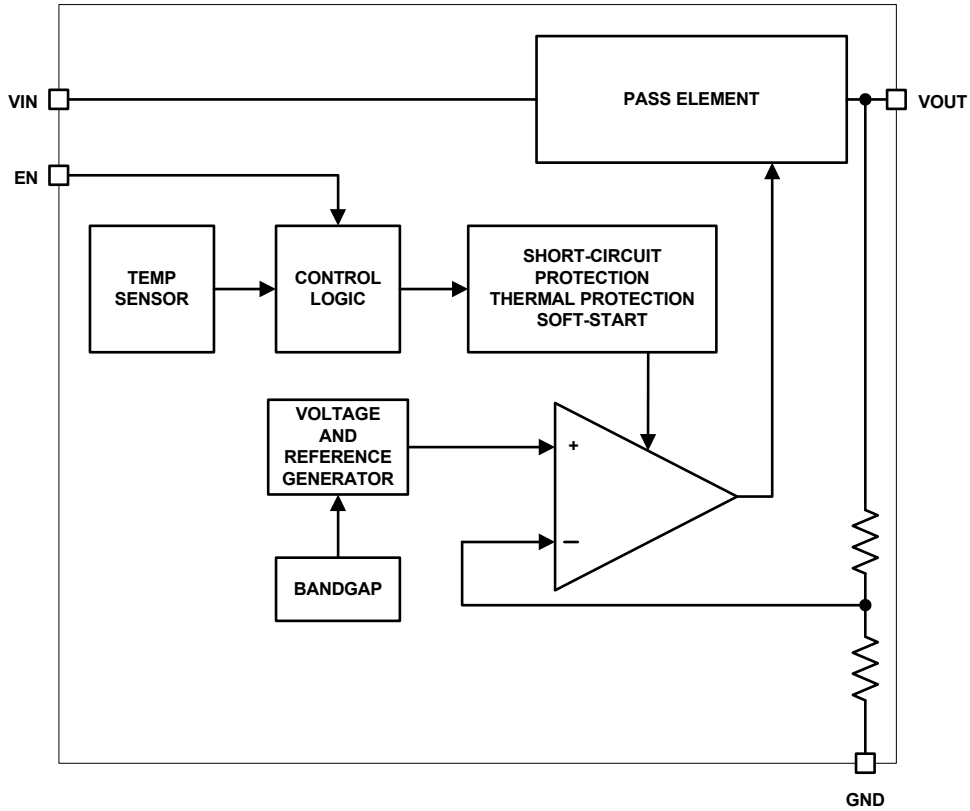 VIN
PASS ELEMENT
VOUT
EN
TEMP
SENSOR
CONTROL
LOGIC
SHORT-CIRCUIT
PROTECTION
THERMAL PROTECTION
SOFT-START
VOLTAGE
AND
REFERENCE
GENERATOR
+
−
BANDGAP
GND